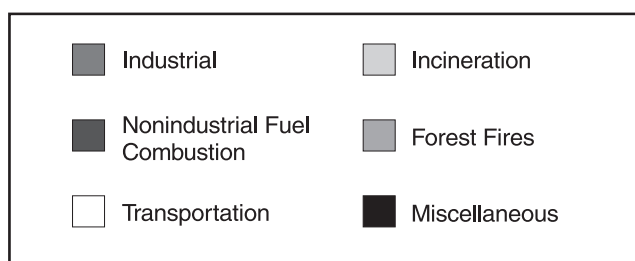 Industrial
Incineration
Nonindustrial Fuel
Combustion
Forest Fires
Transportation
Miscellaneous